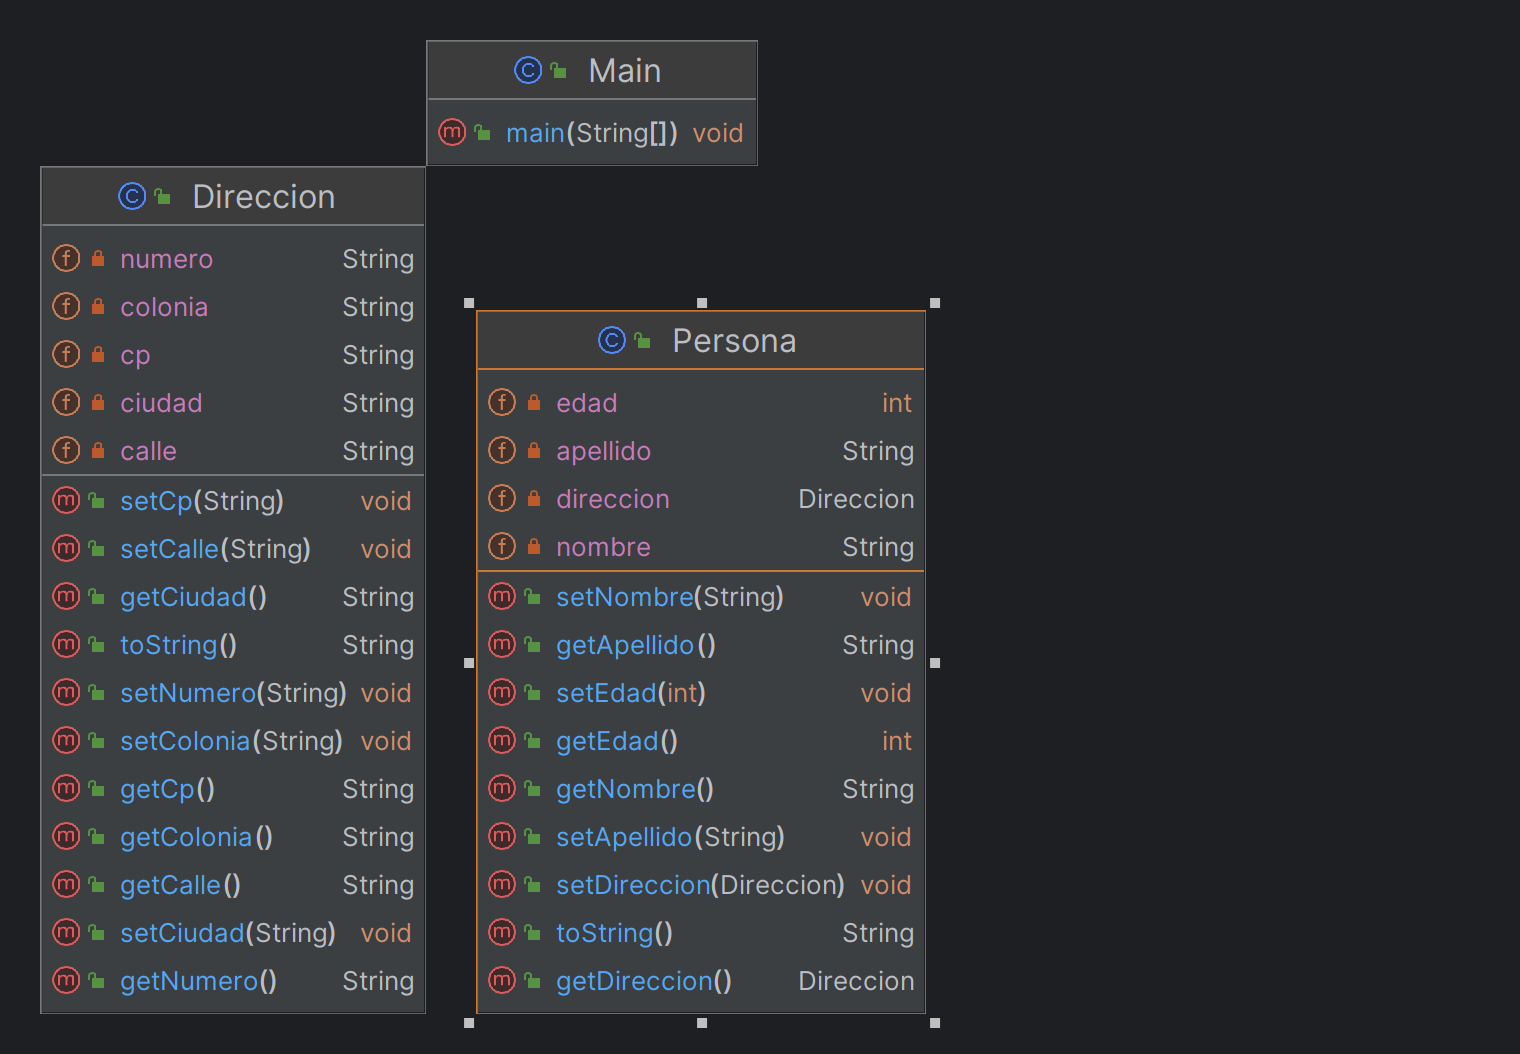 Main
main(String[]) void
Direccion
numero String
colonia String
cp String
ciudad String
calle String
setCp(String) void
setCalle(String) void
getCiudad() String
toString() String
setNumero(String) void
setColonia(String) void
getCp() String
getColonia() String
getCalle() String
setCiudad(String) void
getNumero() String
Persona
edad int
apellido String
direccion Direccion
nombre String
setNombre(String) void
getApellido() String
setEdad(int) void
getEdad() int
getNombre() String
setApellido(String) void
setDireccion(Direccion) void
toString() String
getDireccion() Direccion